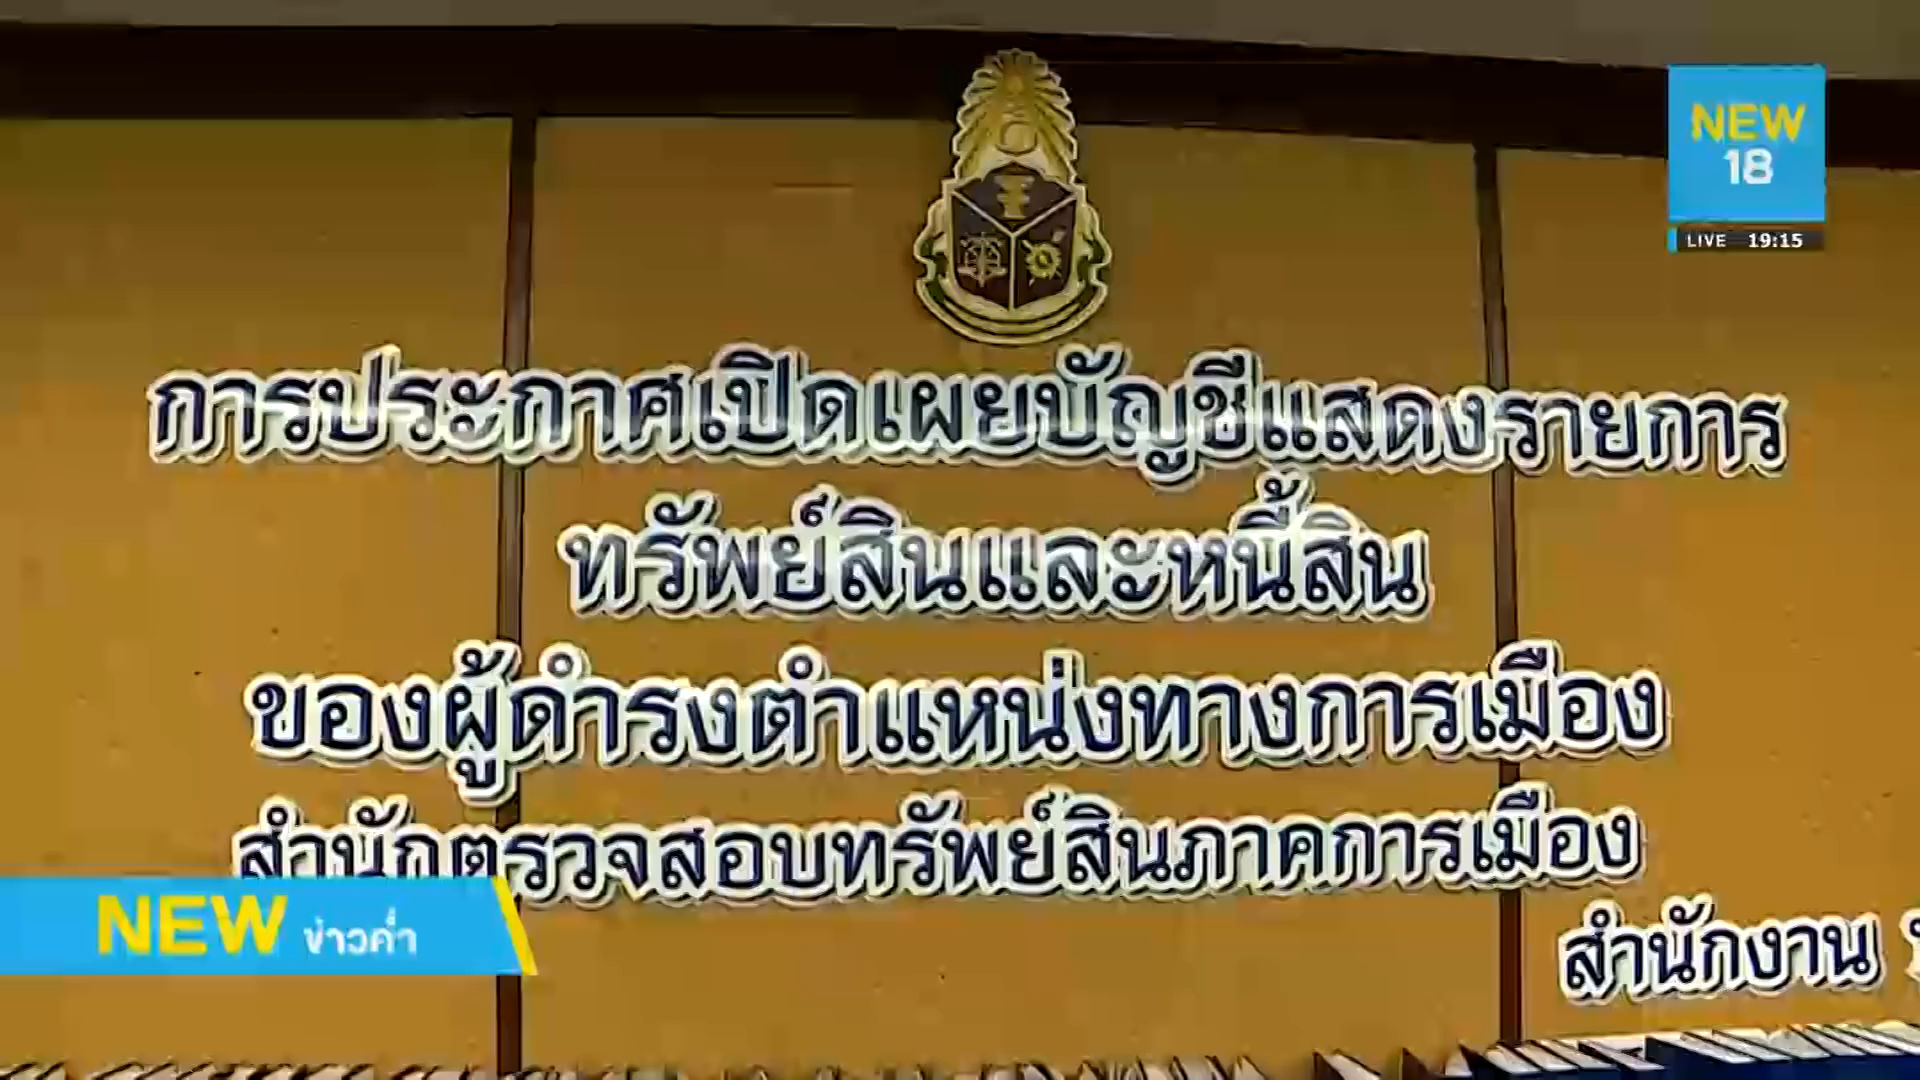 NEW
18
LIVE 19:15
การประกาศเปิดเผยบัญชีแสดงรายการ
ทรัพย์สินและหนี้สิน
ของผู้ดำรงตำแหน่งทางการเมือง
สำนักตรวจสอบทรัพย์สินภาคการเมือง
สำนักงาน
NEW ข่าวค่ำ